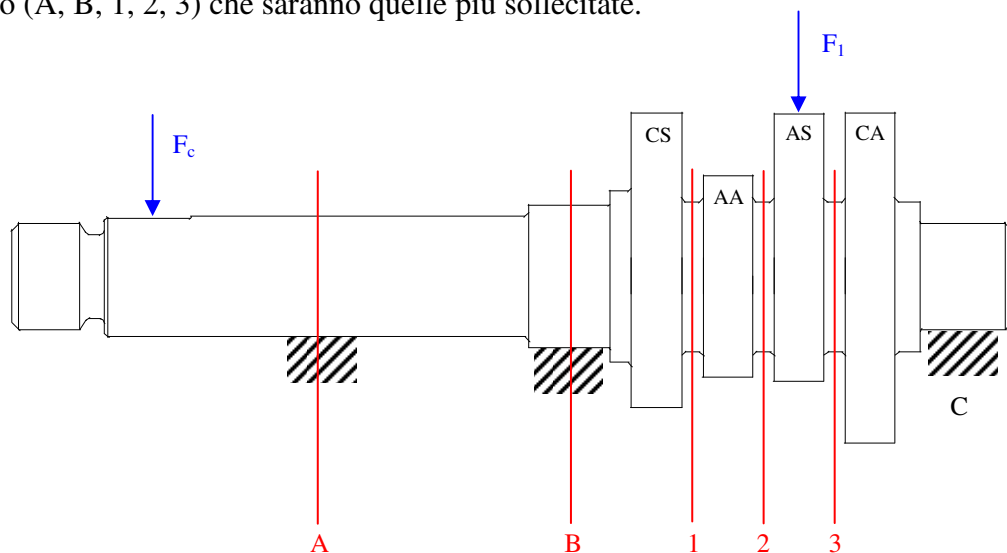 o (A, B, 1, 2, 3) che saranno quelle più sollecitate.
F1
Fc
CS
AS
CA
AA
C
A
B
1
2
3